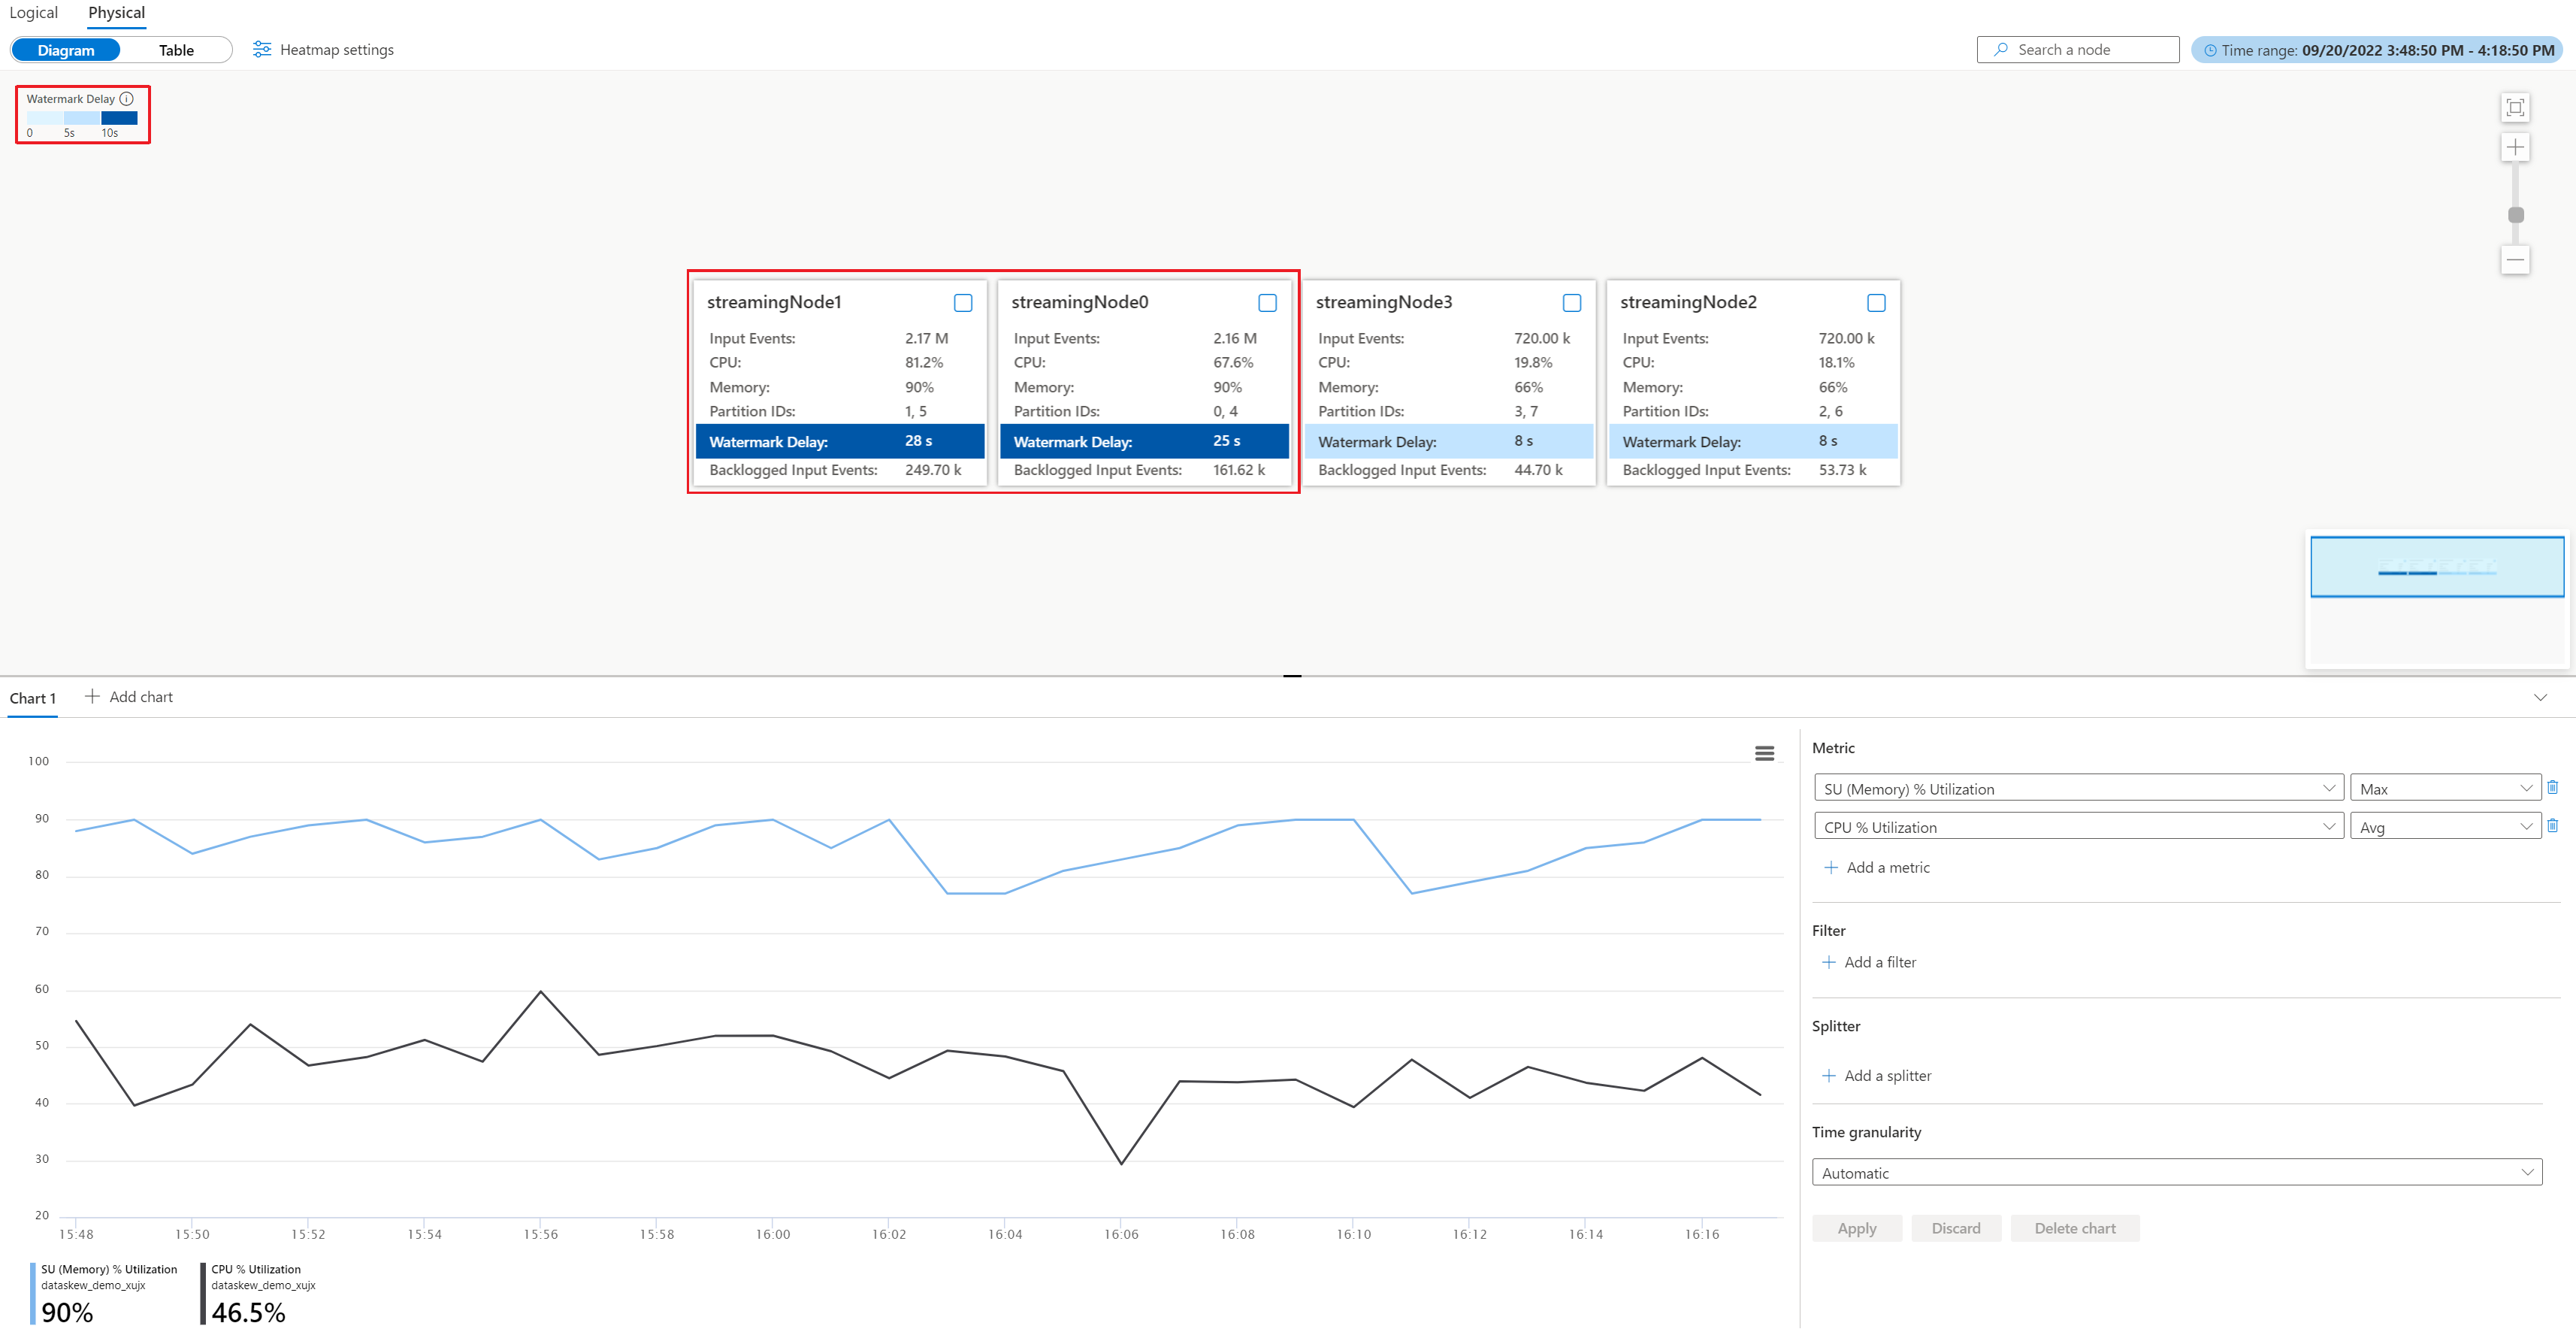 Logical Physical
Diagram Table Heatmap settings Search a node Time range: 09/20/2022 3:48:50 PM - 4:18:50 PM
Watermark Delay
0 5s 10s
streamingNode1
Input Events: 2.17 M
CPU: 81.2%
Memory: 90%
Partition IDs: 1, 5
Watermark Delay: 28 s
Backlogged Input Events: 249.70 k
streamingNode0
Input Events: 2.16 M
CPU: 67.6%
Memory: 90%
Partition IDs: 0, 4
Watermark Delay: 25 s
Backlogged Input Events: 161.62 k
streamingNode3
Input Events: 720.00 k
CPU: 19.8%
Memory: 66%
Partition IDs: 3, 7
Watermark Delay: 8 s
Backlogged Input Events: 44.70 k
streamingNode2
Input Events: 720.00 k
CPU: 18.1%
Memory: 66%
Partition IDs: 2, 6
Watermark Delay: 8 s
Backlogged Input Events: 53.73 k
Chart 1 Add chart
100
90
80
70
60
50
40
30
20
15:48 15:50 15:52 15:54 15:56 15:58 16:00 16:02 16:04 16:06 16:08 16:10 16:12 16:14 16:16
SU (Memory) % Utilization
dataskew_demo_xujx
90%
CPU % Utilization
dataskew_demo_xujx
46.5%
Metric
SU (Memory) % Utilization Max
CPU % Utilization Avg
Add a metric
Filter
Add a filter
Splitter
Add a splitter
Time granularity
Automatic
Apply Discard Delete chart